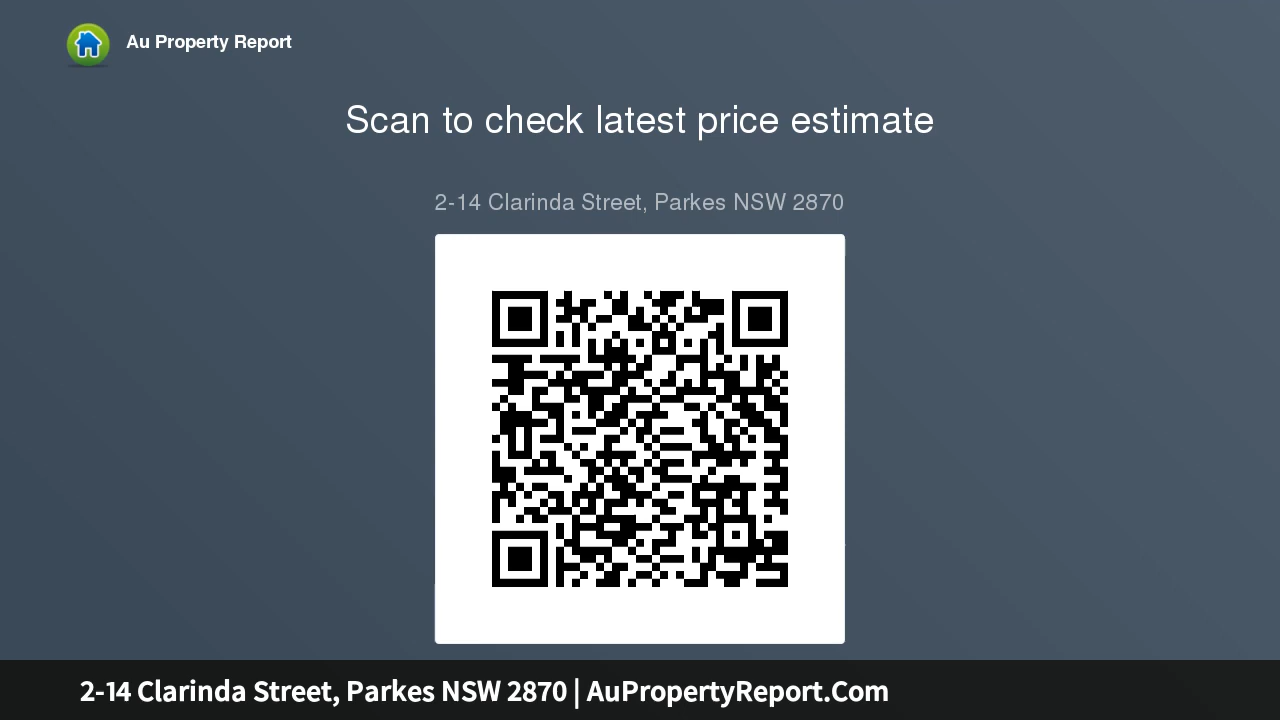 Au Property Report
Scan to check latest price estimate
2-14 Clarinda Street, Parkes NSW 2870
2-14 Clarinda Street, Parkes NSW 2870 | AuPropertyReport.Com